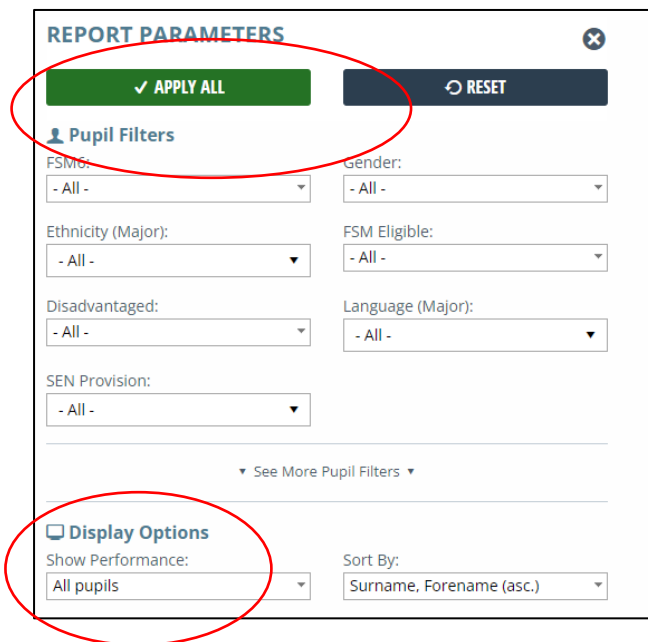 REPORT PARAMETERS
APPLY ALL
RESET
Pupil Filters
FSM6:
Gender:
- All -
- All -
Ethnicity (Major):
FSM Eligible:
- All -
- All -
Disadvantaged:
Language (Major):
- All -
- All -
SEN Provision:
- All -
See More Pupil Filters
Display Options
Show Performance:
Sort By:
All pupils
Surname, Forename (asc.)